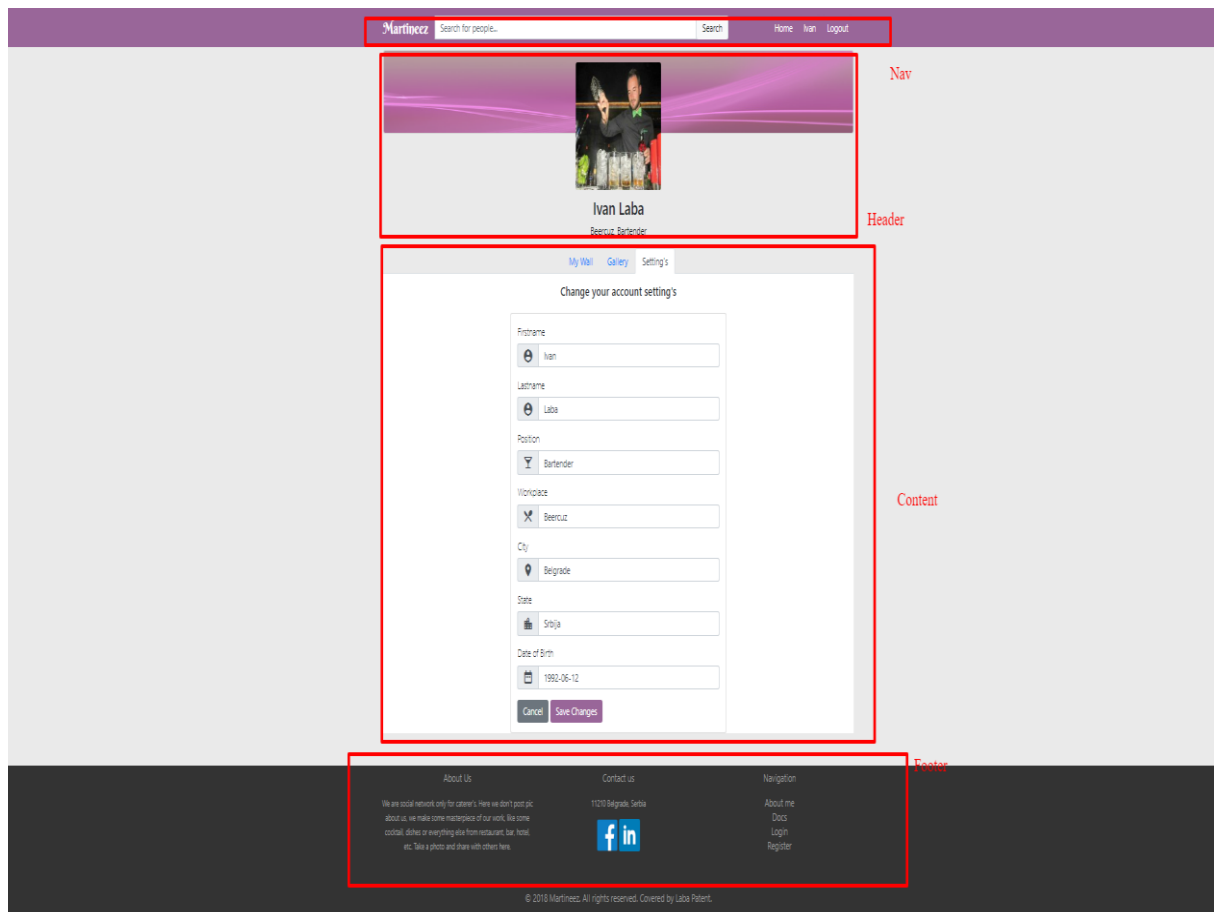 Martineez Search for people... Search Home Ivan Logout
Nav
Ivan Laba
Beercuz, Bartender
Header
My Wall Gallery Setting's
Change your account setting's
Firstname
Ivan
Lastname
Laba
Position
Bartender
Workplace
Beercuz
Content
City
Belgrade
State
Srbija
Date of Birth
1992-06-12
Cancel Save Changes
Footer
About Us Contact us Navigation
We are social network only for caterer's. Here we don't post pic
about us, we make some masterpiece of our work, like some
cocktail, dishes or everything else from restaurant, bar, hotel,
etc. Take a photo and share with others here.
11210 Belgrade, Serbia
f in
About me
Docs
Login
Register
© 2018 Martineez. All rights reserved. Covered by Laba Patent.